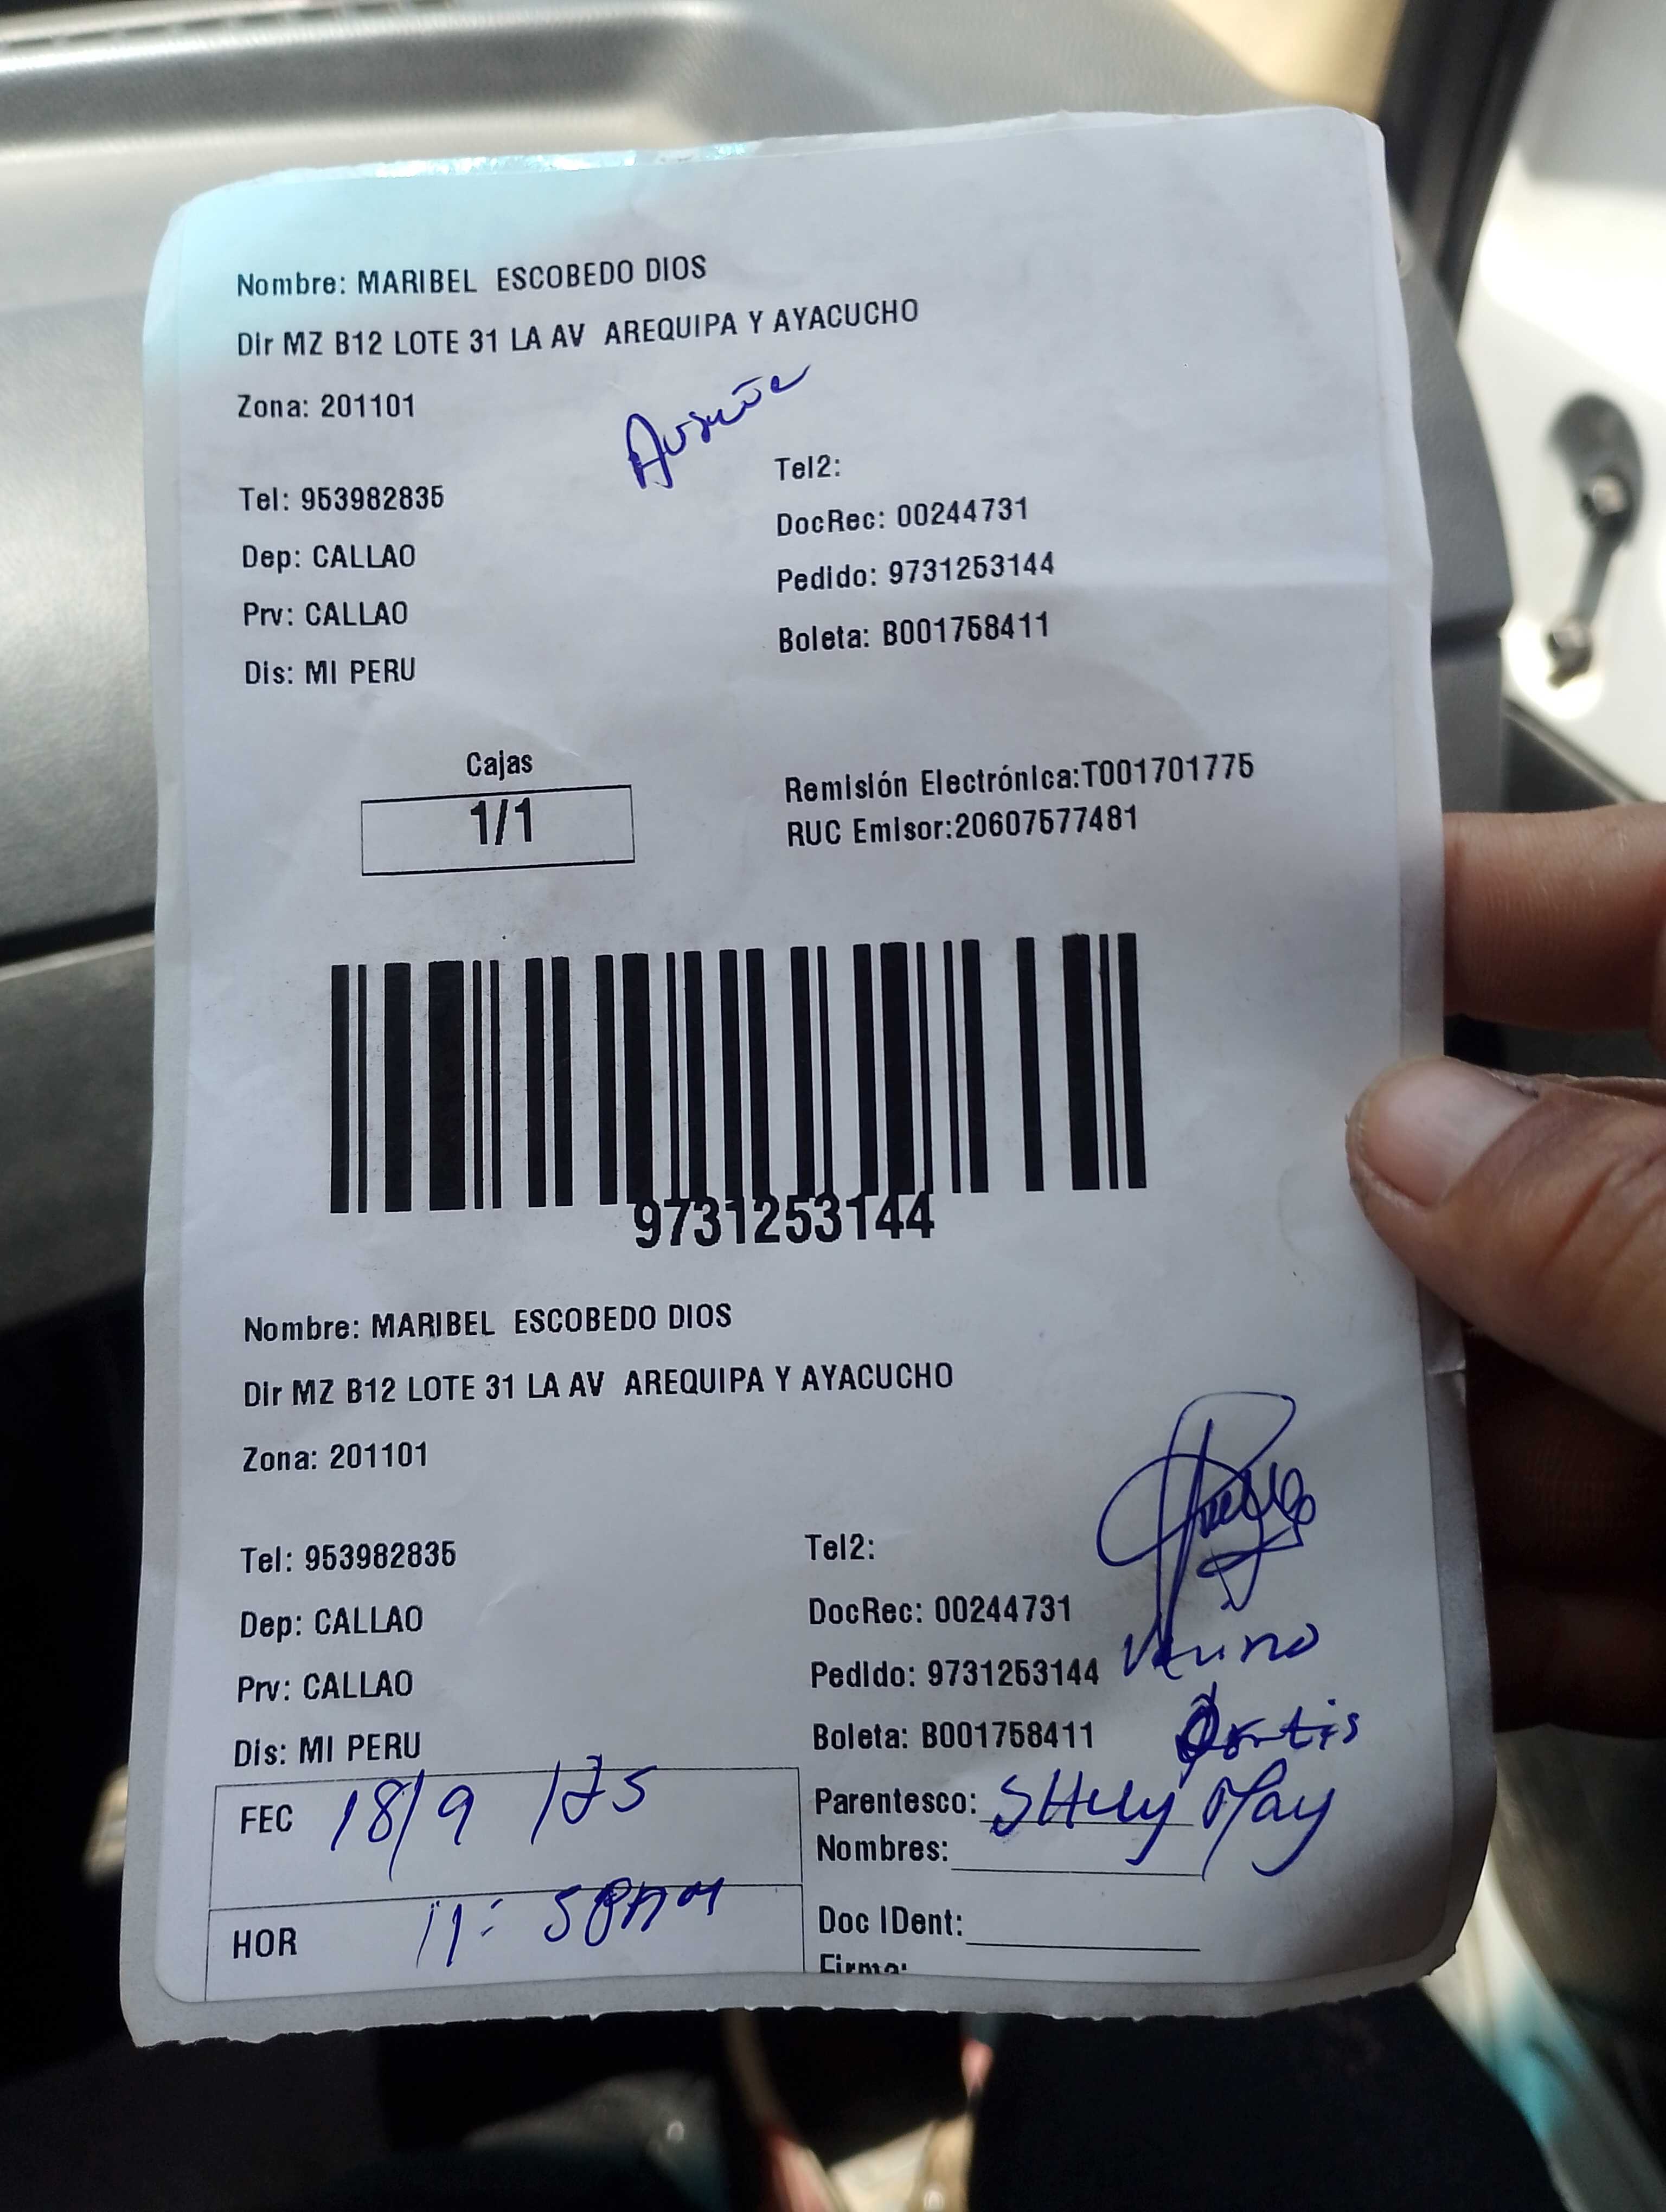 Nombre: MARIBEL ESCOBEDO DIOS
Dir MZ B12 LOTE 31 LA AV AREQUIPA Y AYACUCHO
Zona: 201101
Tel: 953982835
Tel2:
DocRec: 00244731
Dep: CALLAO
Pedido: 9731253144
Prv: CALLAO
Boleta: B001758411
Dis: MI PERU
Cajas
1/1
Remisión Electrónica:T001701775
RUC Emisor:20607577481
9731253144
Nombre: MARIBEL ESCOBEDO DIOS
Dir MZ B12 LOTE 31 LA AV AREQUIPA Y AYACUCHO
Zona: 201101
Tel: 953982835
Tel2:
Dep: CALLAO
DocRec: 00244731
Prv: CALLAO
Pedido: 9731253144
Dis: MI PERU
Boleta: B001758411
FEC 18/9
Parentesco:
Nombres:
HOR
Doc IDent:
Firma: